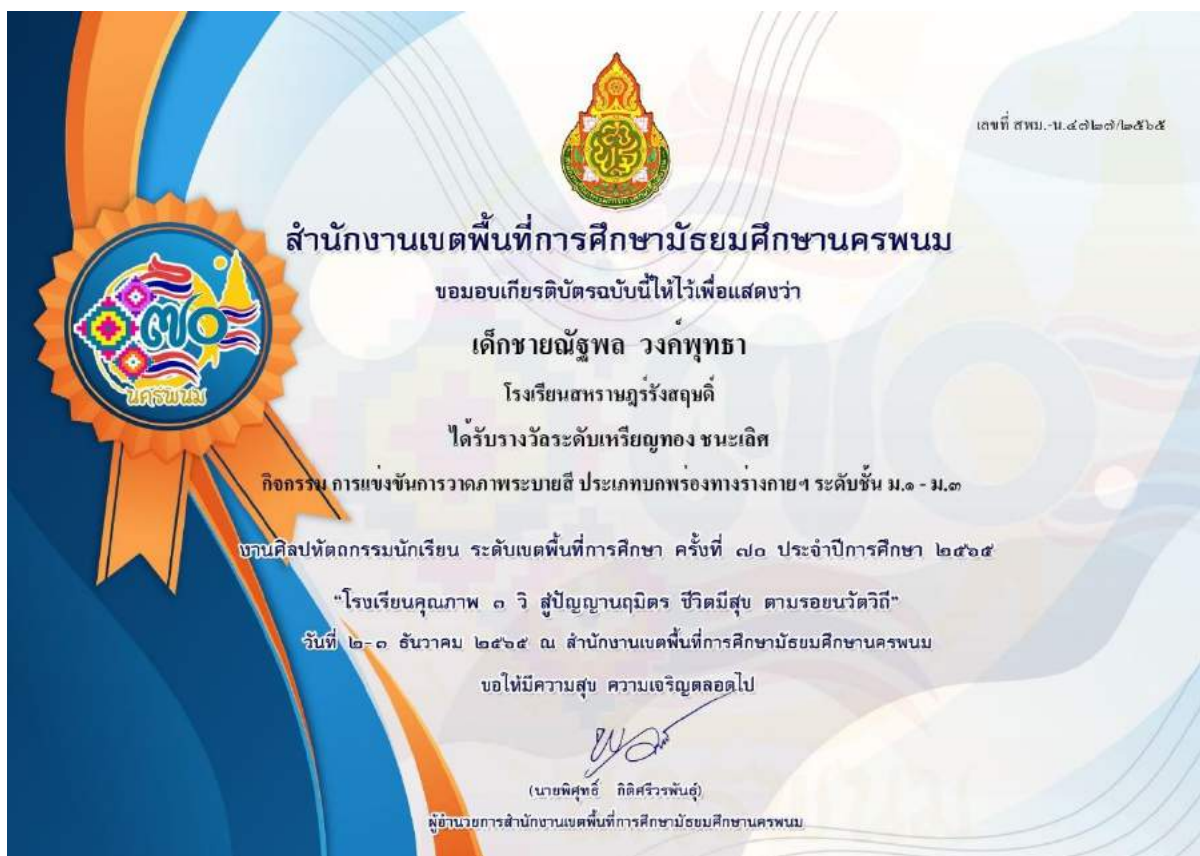 เลขที่ สพม.-น.๔๗๒๗/๒๕๖๕
สำนักงานเขตพื้นที่การศึกษามัธยมศึกษานครพนม
ขอมอบเกียรติบัตรฉบับนี้ให้ไว้เพื่อแสดงว่า
เด็กชายณัฐพล วงค์พุทธา
โรงเรียนสหราษฎร์รังสฤษดิ์
ได้รับรางวัลระดับเหรียญทอง ชนะเลิศ
กิจกรรม การแข่งขันการวาดภาพระบายสี ประเภทบกพร่องทางร่างกายฯ ระดับชั้น ม.๑ - ม.๓
งานศิลปหัตถกรรมนักเรียน ระดับเขตพื้นที่การศึกษา ครั้งที่ ๗๐ ประจำปีการศึกษา ๒๕๖๕
"โรงเรียนคุณภาพ ๓ วิ สู่ปัญญานฤมิตร ชีวิตมีสุข ตามรอยนวัตวิถี"
วันที่ ๒-๓ ธันวาคม ๒๕๖๕ ณ สำนักงานเขตพื้นที่การศึกษามัธยมศึกษานครพนม
ขอให้มีความสุข ความเจริญตลอดไป
(นายพิศุทธิ์ กิติศรีวรพันธุ์)
ผู้อำนวยการสำนักงานเขตพื้นที่การศึกษามัธยมศึกษานครพนม
๗๐
นครพนม